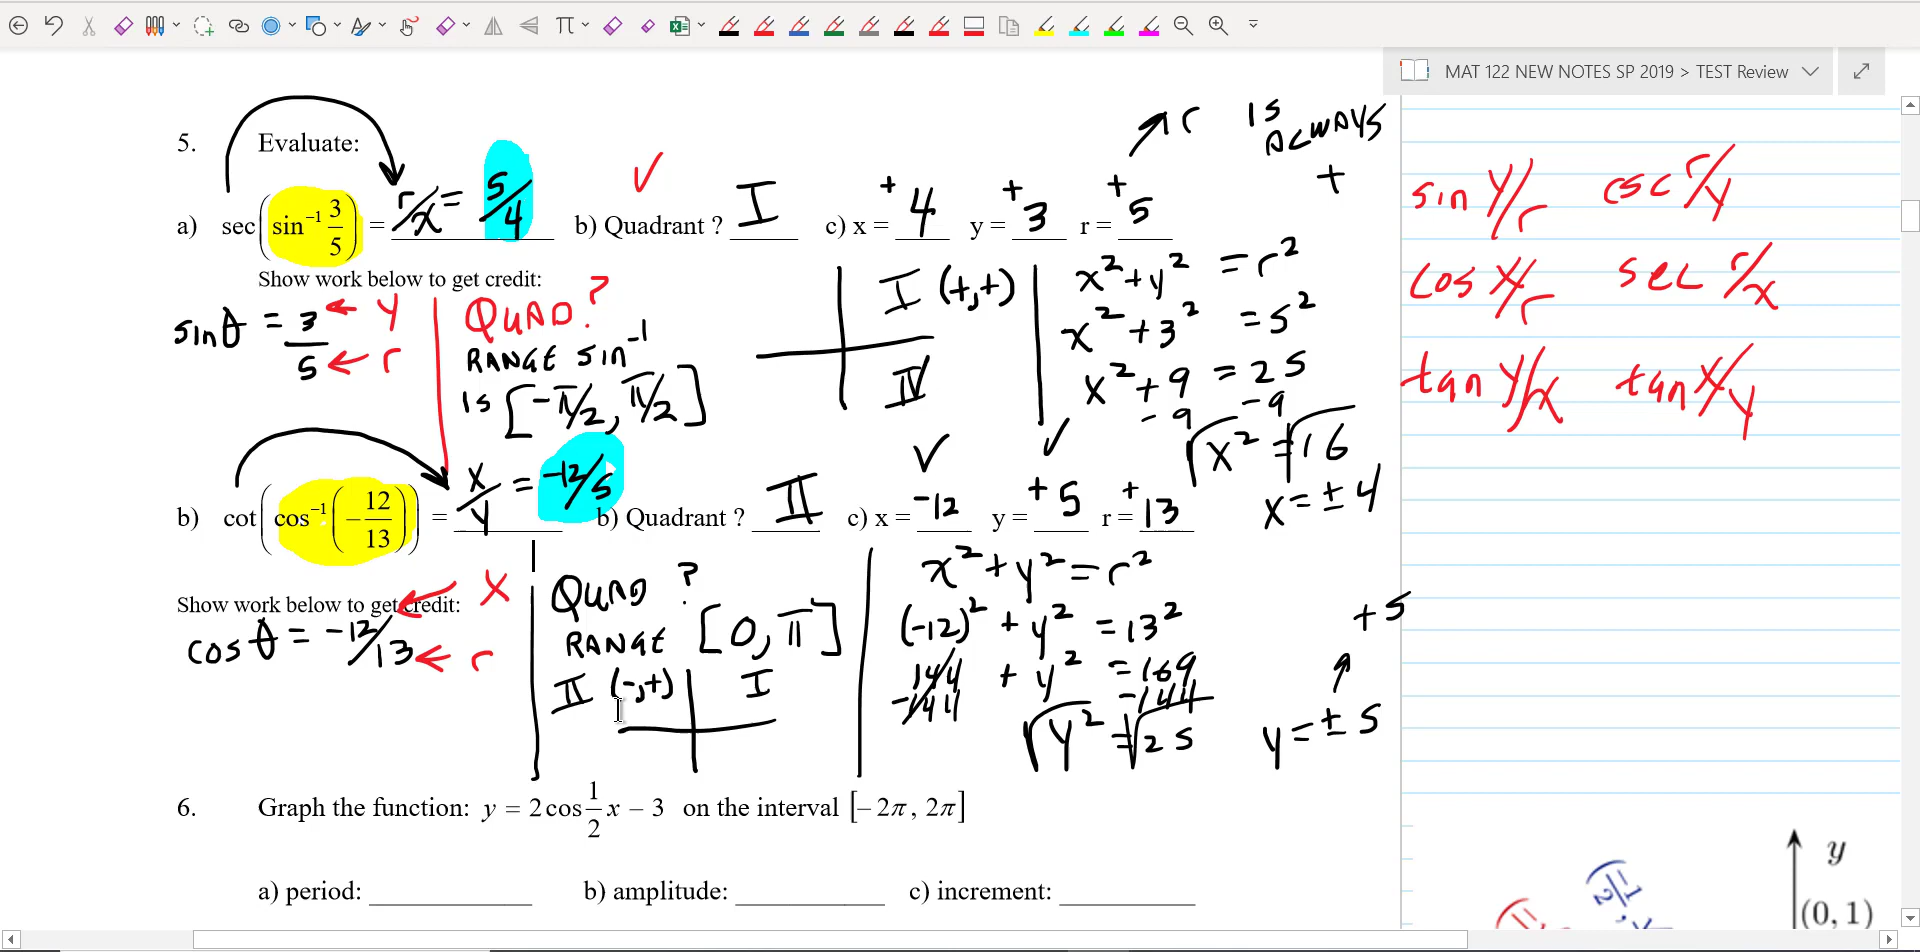 MAT 122 NEW NOTES SP 2019 > TEST Review
5. Evaluate:
r IS ALWAYS +
a) sec(sin⁻¹ 3/5) = r/x = 5/4 b) Quadrant ? I c) x = +4 y = +3 r = +5
Show work below to get credit:
sinθ = 3/5 ← y ← r
QUAD. ?
RANGE sin⁻¹
is [-π/2, π/2]
I (+,+)
IV
x² + y² = r²
x² + 3² = 5²
x² + 9 = 25
-9 -9
√x² = √16
x = ± 4
b) cot(cos⁻¹(-12/13)) = x/y = -12/5 b) Quadrant ? II c) x = -12 y = +5 r = +13
Show work below to get credit:
cos θ = -12/13 ← x ← r
QUAD ?
RANGE [0, π]
II (-,+) I
x² + y² = r²
(-12)² + y² = 13²
144 + y² = 169
-144 -144
√y² = √25
y = ± 5
+5
6. Graph the function: y = 2cos 1/2 x − 3 on the interval [−2π, 2π]
a) period: ____________ b) amplitude: ___________ c) increment: __________
sin y/r csc r/y
cos x/r sec r/x
tan y/x tan x/y
y
(0, 1)